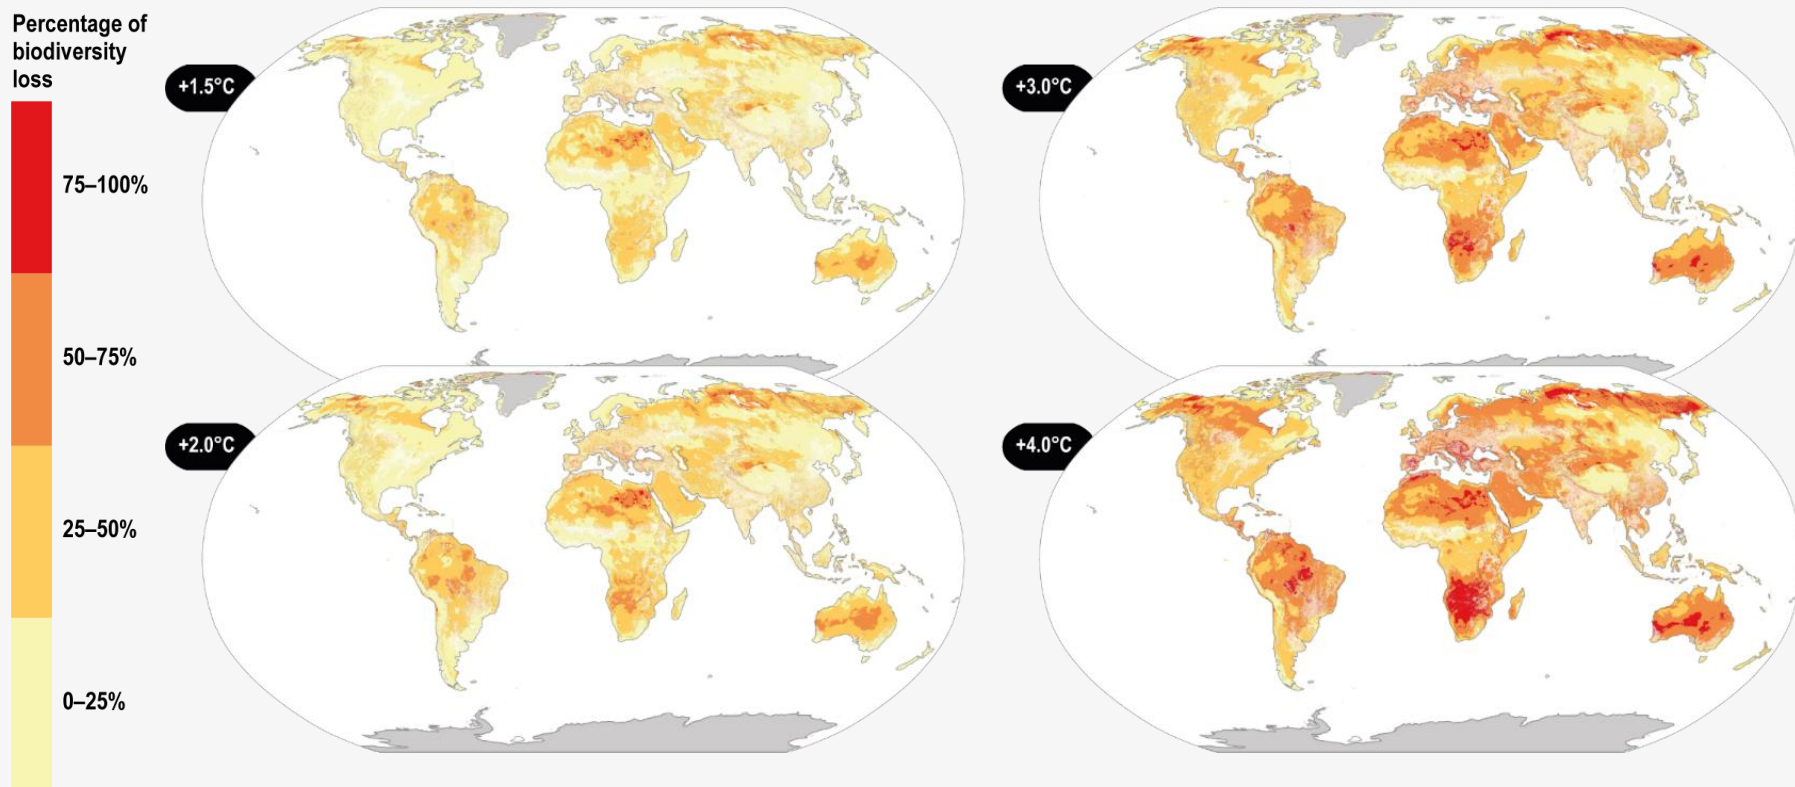 Percentage of
biodiversity
loss
75–100%
50–75%
25–50%
0–25%
+1.5°C
+3.0°C
+2.0°C
+4.0°C